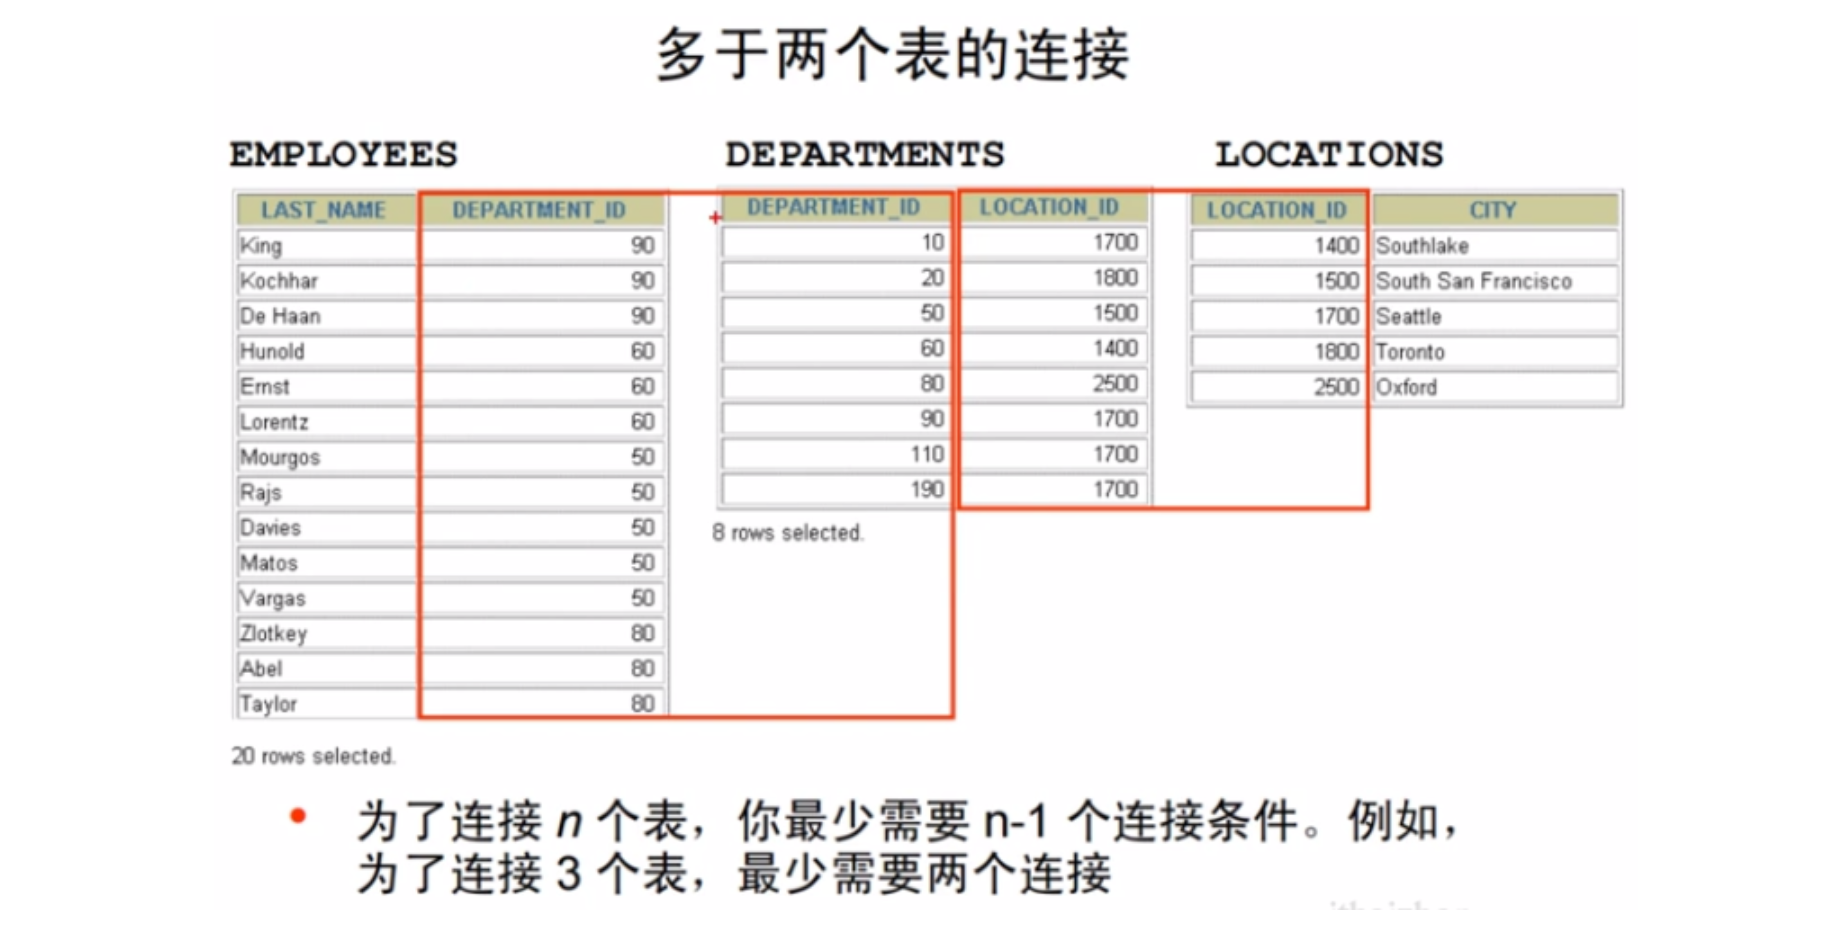 多于两个表的连接
EMPLOYEES DEPARTMENTS LOCATIONS
LAST_NAME DEPARTMENT_ID DEPARTMENT_ID LOCATION_ID LOCATION_ID CITY
King 90 10 1700 1400 Southlake
Kochhar 90 20 1800 1500 South San Francisco
De Haan 90 50 1500 1700 Seattle
Hunold 60 60 1400 1800 Toronto
Ernst 60 80 2500 2500 Oxford
Lorentz 60 90 1700
Mourgos 50 110 1700
Rajs 50 190 1700
Davies 50 8 rows selected.
Matos 50
Vargas 50
Zlotkey 80
Abel 80
Taylor 80
20 rows selected.
• 为了连接 n 个表，你最少需要 n-1 个连接条件。例如，
为了连接 3 个表，最少需要两个连接